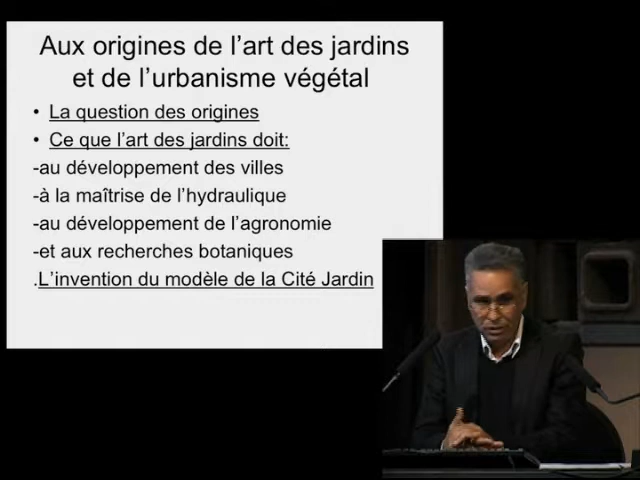 Aux origines de l’art des jardins
et de l’urbanisme végétal
• La question des origines
• Ce que l’art des jardins doit:
-au développement des villes
-à la maîtrise de l’hydraulique
-au développement de l’agronomie
-et aux recherches botaniques
.L’invention du modèle de la Cité Jardin